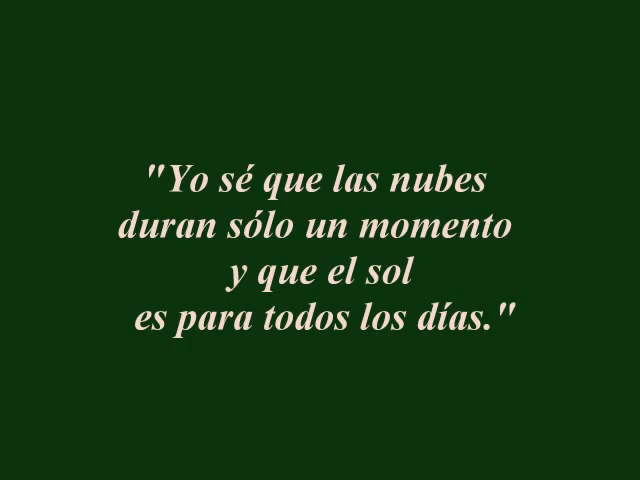 "Yo sé que las nubes
duran sólo un momento
y que el sol
es para todos los días."